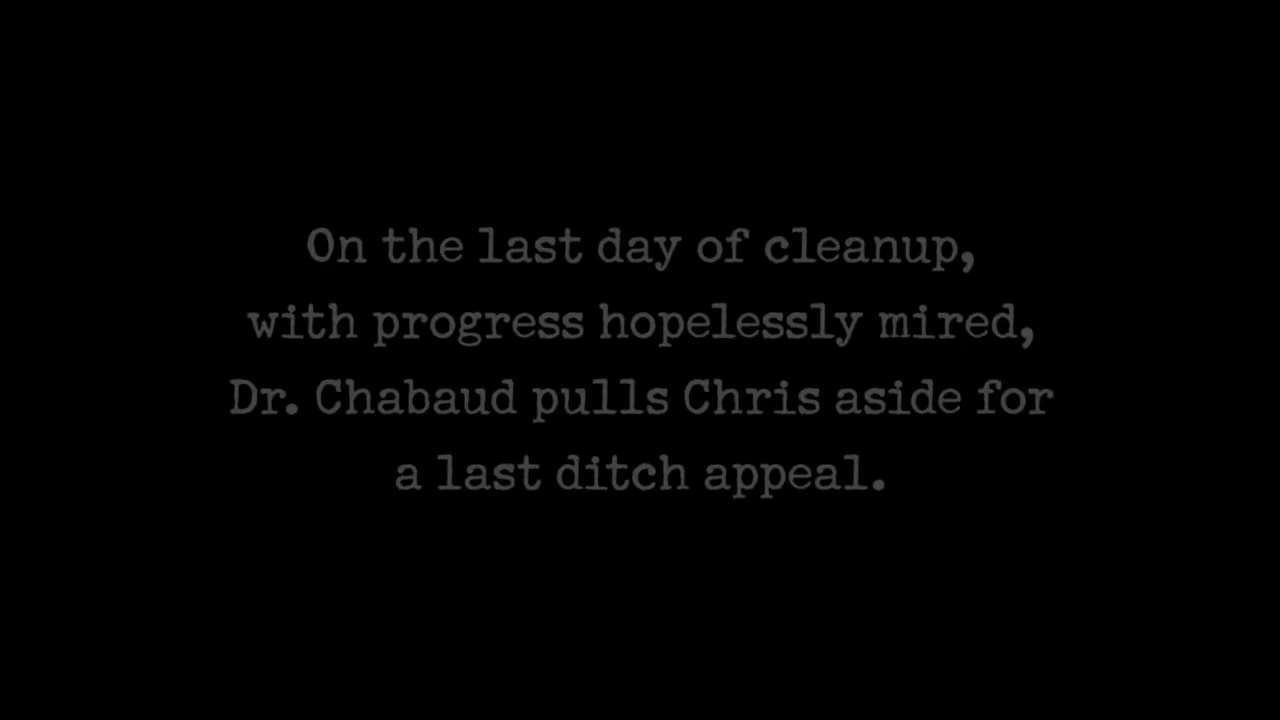 On the last day of cleanup,
with progress hopelessly mired,
Dr. Chabaud pulls Chris aside for
a last ditch appeal.